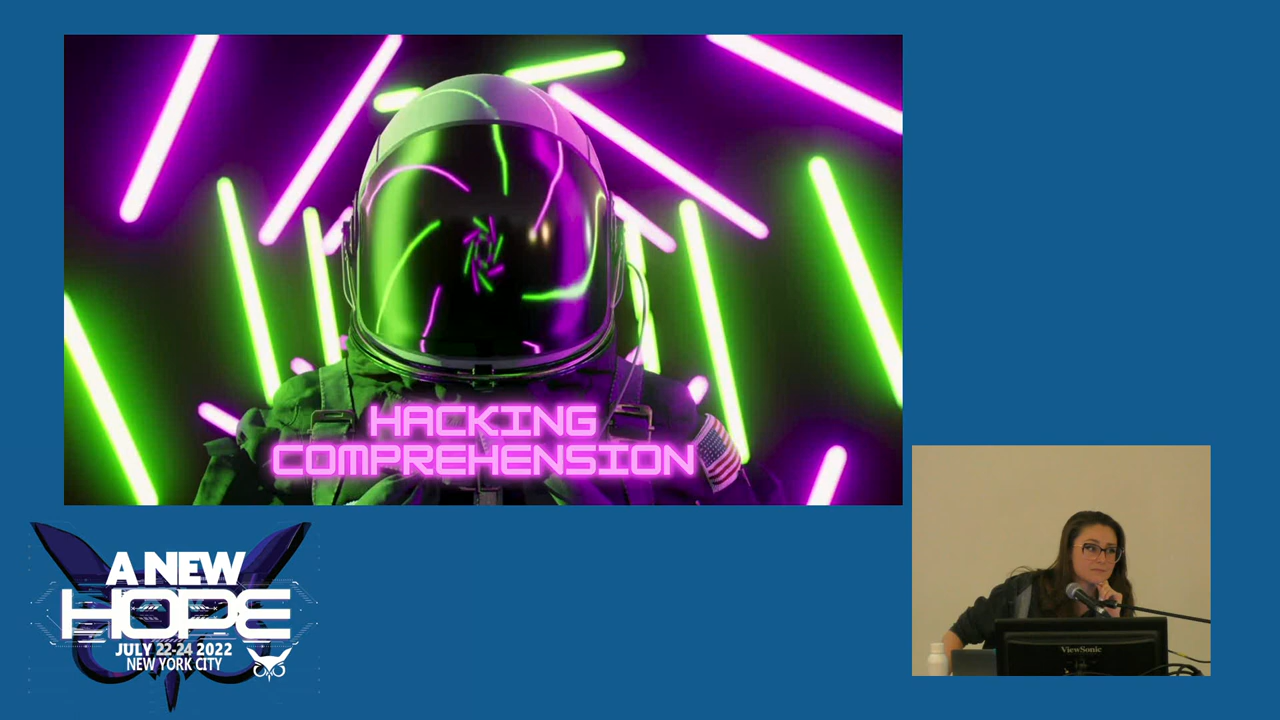 HACKING
COMPREHENSION
A NEW
HOPE
JULY 22-24 2022
NEW YORK CITY
ViewSonic